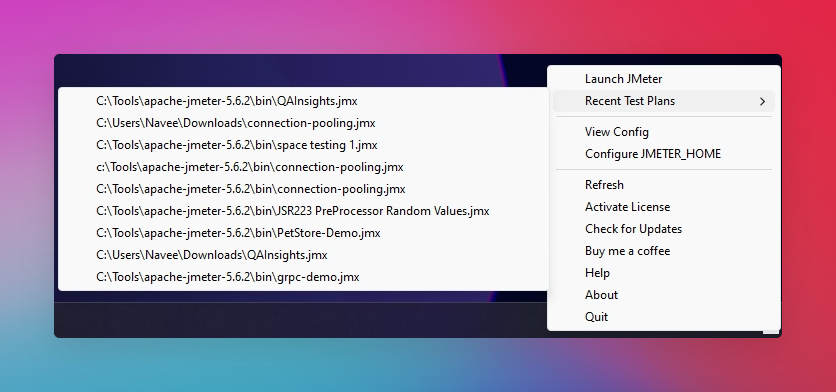 Launch JMeter
Recent Test Plans
C:\Tools\apache-jmeter-5.6.2\bin\QAInsights.jmx
C:\Users\Navee\Downloads\connection-pooling.jmx
C:\Tools\apache-jmeter-5.6.2\bin\space testing 1.jmx
c:\Tools\apache-jmeter-5.6.2\bin\connection-pooling.jmx
C:\Tools\apache-jmeter-5.6.2\bin\connection-pooling.jmx
C:\Tools\apache-jmeter-5.6.2\bin\JSR223 PreProcessor Random Values.jmx
C:\Tools\apache-jmeter-5.6.2\bin\PetStore-Demo.jmx
C:\Users\Navee\Downloads\QAInsights.jmx
C:\Tools\apache-jmeter-5.6.2\bin\grpc-demo.jmx
View Config
Configure JMETER_HOME
Refresh
Activate License
Check for Updates
Buy me a coffee
Help
About
Quit